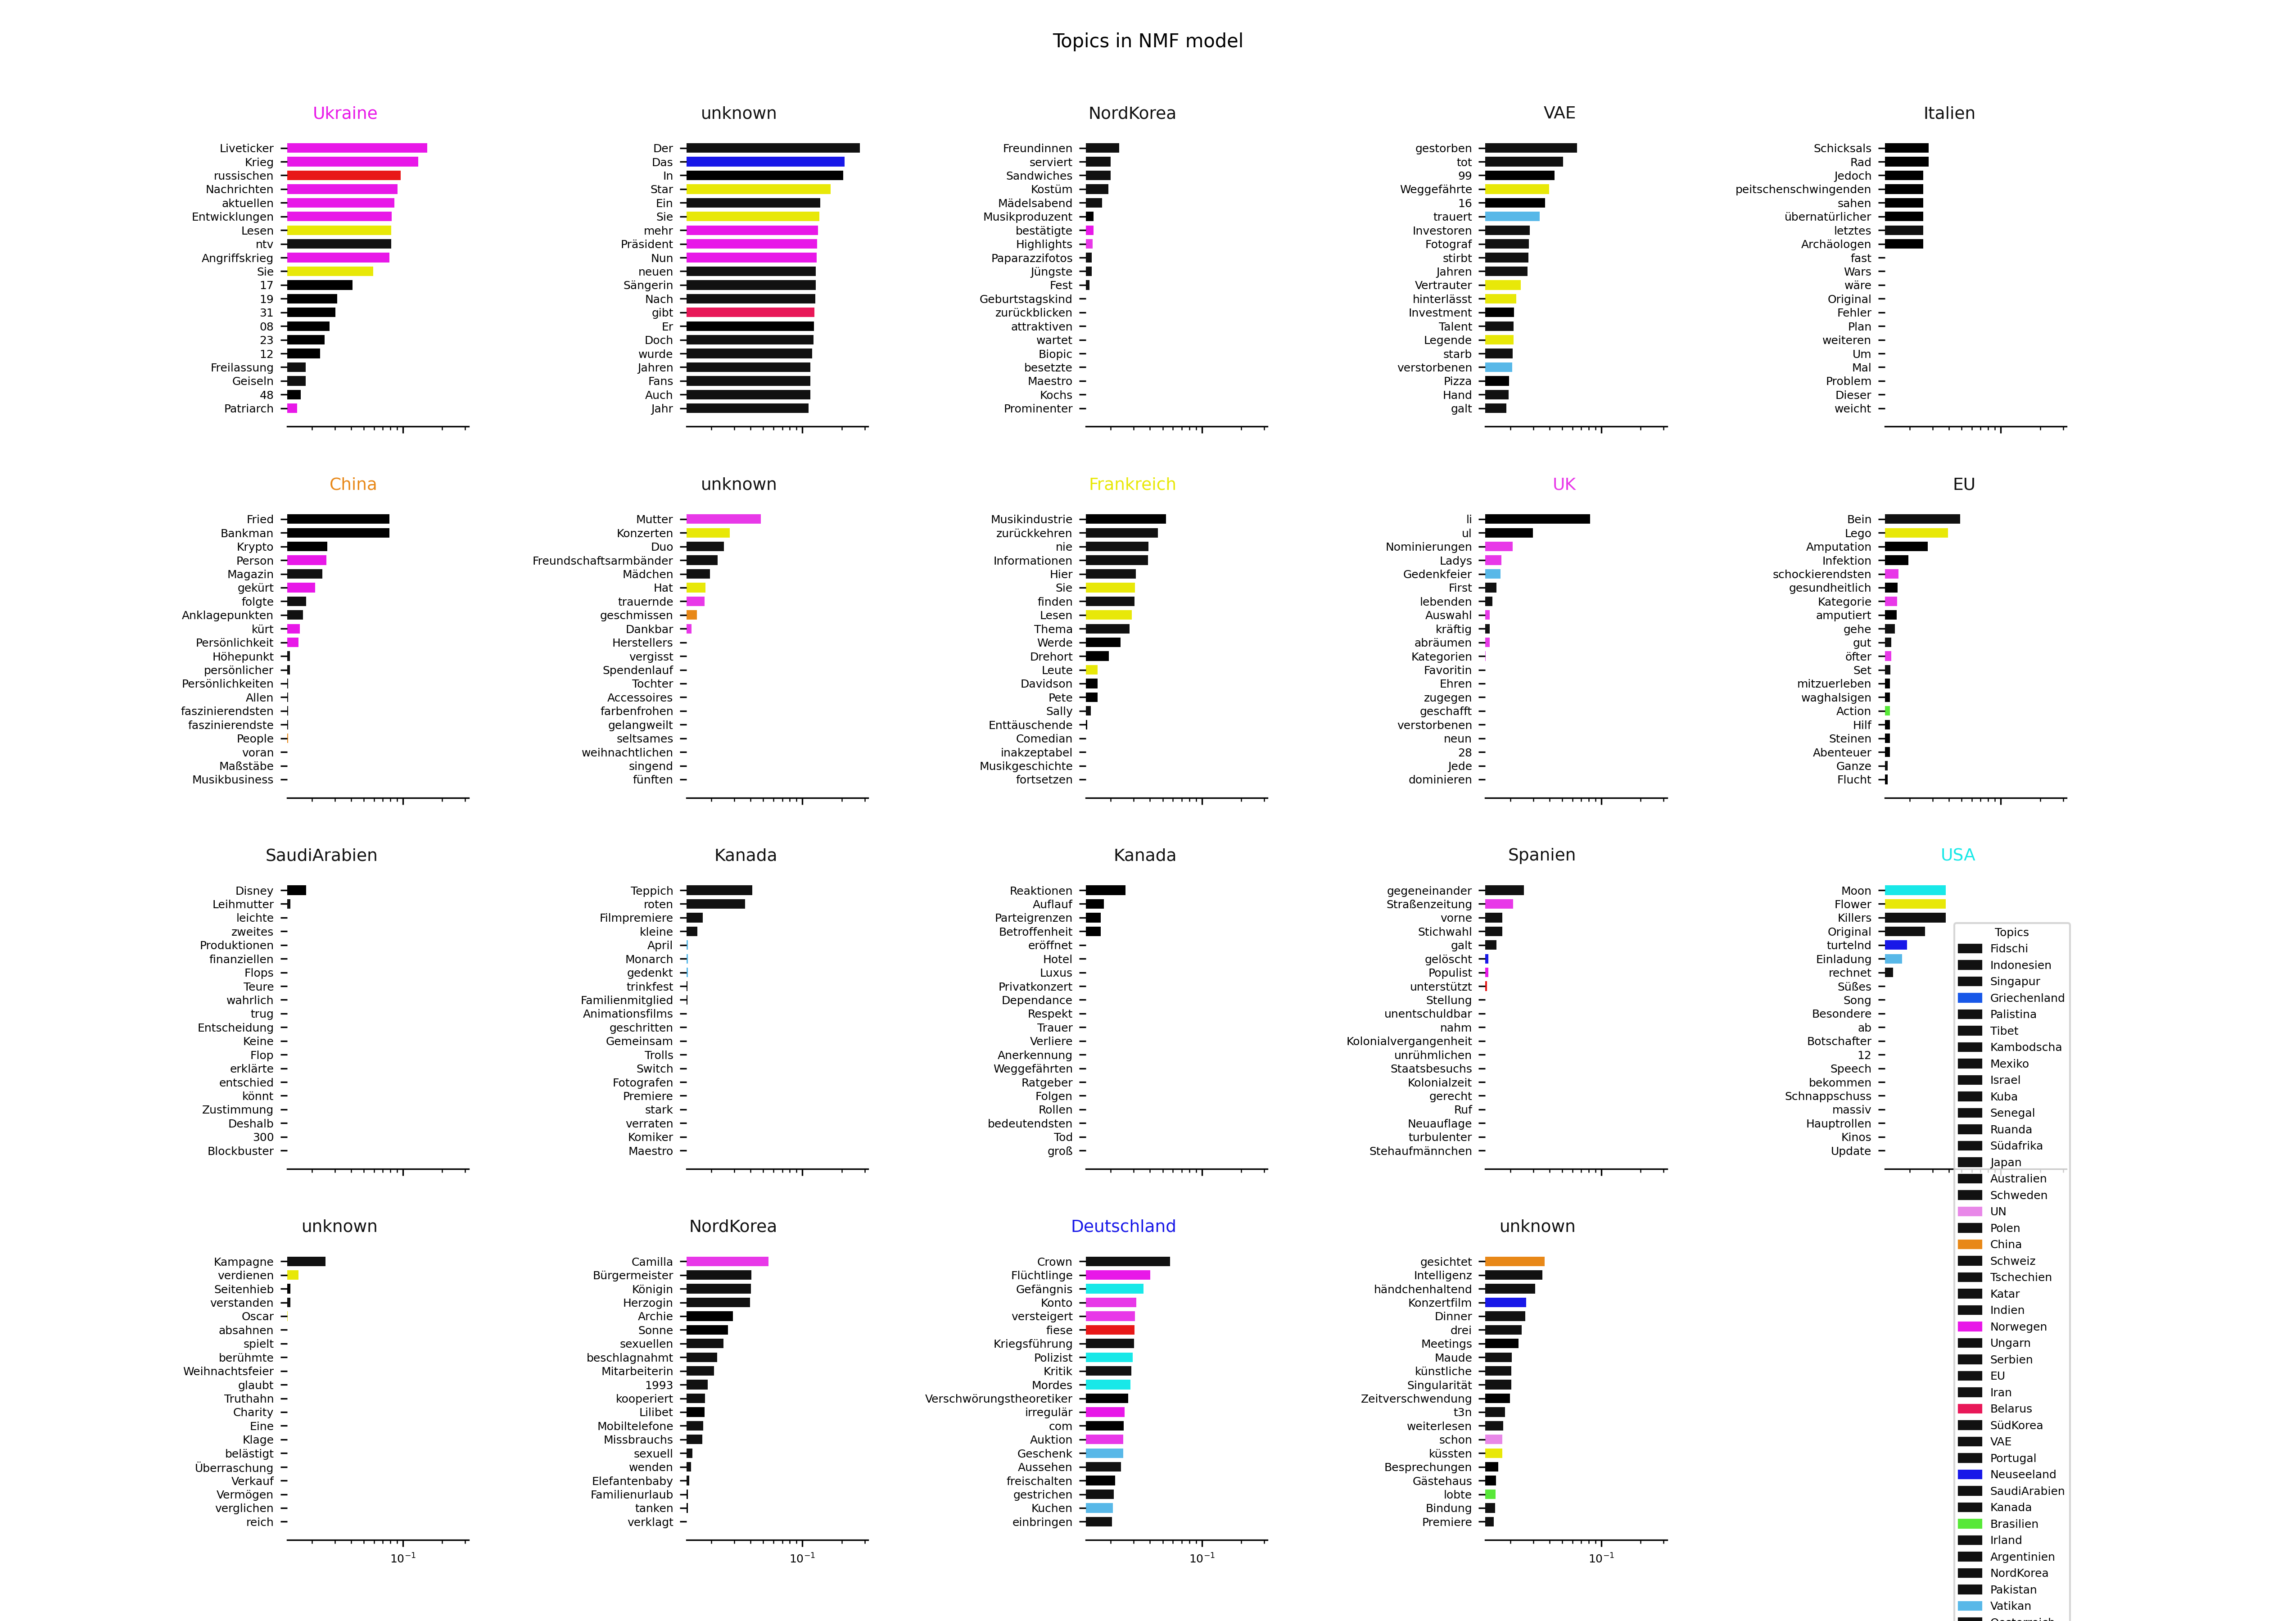 Topics in NMF model
Ukraine
Liveticker
Krieg
russischen
Nachrichten
aktuellen
Entwicklungen
Lesen
ntv
Angriffskrieg
Sie
17
19
31
08
23
12
Freilassung
Geiseln
48
Patriarch
unknown
Der
Das
In
Star
Ein
Sie
mehr
Präsident
Nun
neuen
Sängerin
Nach
gibt
Er
Doch
wurde
Jahren
Fans
Auch
Jahr
NordKorea
Freundinnen
serviert
Sandwiches
Kostüm
Mädelsabend
Musikproduzent
bestätigte
Highlights
Paparazzifotos
Jüngste
Fest
Geburtstagskind
zurückblicken
attraktiven
wartet
Biopic
besetzte
Maestro
Kochs
Prominenter
VAE
gestorben
tot
99
Weggefährte
16
trauert
Investoren
Fotograf
stirbt
Jahren
Vertrauter
hinterlässt
Investment
Talent
Legende
starb
verstorbenen
Pizza
Hand
galt
Italien
Schicksals
Rad
Jedoch
peitschenschwingenden
sahen
übernatürlicher
letztes
Archäologen
fast
Wars
wäre
Original
Fehler
Plan
weiteren
Um
Mal
Problem
Dieser
weicht
China
Fried
Bankman
Krypto
Person
Magazin
gekürt
folgte
Anklagepunkten
kürt
Persönlichkeit
Höhepunkt
persönlicher
Persönlichkeiten
Allen
faszinierendsten
faszinierendste
People
voran
Maßstäbe
Musikbusiness
unknown
Mutter
Konzerten
Duo
Freundschaftsarmbänder
Mädchen
Hat
trauernde
geschmissen
Dankbar
Herstellers
vergisst
Spendenlauf
Tochter
Accessoires
farbenfrohen
gelangweilt
seltsames
weihnachtlichen
singend
fünften
Frankreich
Musikindustrie
zurückkehren
nie
Informationen
Hier
Sie
finden
Lesen
Thema
Werde
Drehort
Leute
Davidson
Pete
Sally
Enttäuschende
Comedian
inakzeptabel
Musikgeschichte
fortsetzen
UK
li
ul
Nominierungen
Ladys
Gedenkfeier
First
lebenden
Auswahl
kräftig
abräumen
Kategorien
Favoritin
Ehren
zugegen
geschafft
verstorbenen
neun
28
Jede
dominieren
EU
Bein
Lego
Amputation
Infektion
schockierendsten
gesundheitlich
Kategorie
amputiert
gehe
gut
öfter
Set
mitzuerleben
waghalsigen
Action
Hilf
Steinen
Abenteuer
Ganze
Flucht
SaudiArabien
Disney
Leihmutter
leichte
zweites
Produktionen
finanziellen
Flops
Teure
wahrlich
trug
Entscheidung
Keine
Flop
erklärte
entschied
könnt
Zustimmung
Deshalb
300
Blockbuster
Kanada
Teppich
roten
Filmpremiere
kleine
April
Monarch
gedenkt
trinkfest
Familienmitglied
Animationsfilms
geschritten
Gemeinsam
Trolls
Switch
Fotografen
Premiere
stark
verraten
Komiker
Maestro
Kanada
Reaktionen
Auflauf
Parteigrenzen
Betroffenheit
eröffnet
Hotel
Luxus
Privatkonzert
Dependance
Respekt
Trauer
Verliere
Anerkennung
Weggefährten
Ratgeber
Folgen
Rollen
bedeutendsten
Tod
groß
Spanien
gegeneinander
Straßenzeitung
vorne
Stichwahl
galt
gelöscht
Populist
unterstützt
Stellung
unentschuldbar
nahm
Kolonialvergangenheit
unrühmlichen
Staatsbesuchs
Kolonialzeit
gerecht
Ruf
Neuauflage
turbulenter
Stehaufmännchen
USA
Moon
Flower
Killers
Original
turtelnd
Einladung
rechnet
Süßes
Song
Besondere
ab
Botschafter
12
Speech
bekommen
Schnappschuss
massiv
Hauptrollen
Kinos
Update
unknown
Kampagne
verdienen
Seitenhieb
verstanden
Oscar
absahnen
spielt
berühmte
Weihnachtsfeier
glaubt
Truthahn
Charity
Eine
Klage
belästigt
Überraschung
Verkauf
Vermögen
verglichen
reich
10⁻¹
NordKorea
Camilla
Bürgermeister
Königin
Herzogin
Archie
Sonne
sexuellen
beschlagnahmt
Mitarbeiterin
1993
kooperiert
Lilibet
Mobiltelefone
Missbrauchs
sexuell
wenden
Elefantenbaby
Familienurlaub
tanken
verklagt
10⁻¹
Deutschland
Crown
Flüchtlinge
Gefängnis
Konto
versteigert
fiese
Kriegsführung
Polizist
Kritik
Mordes
Verschwörungstheoretiker
irregulär
com
Auktion
Geschenk
Aussehen
freischalten
gestrichen
Kuchen
einbringen
10⁻¹
unknown
gesichtet
Intelligenz
händchenhaltend
Konzertfilm
Dinner
drei
Meetings
Maude
künstliche
Singularität
Zeitverschwendung
t3n
weiterlesen
schon
küssten
Besprechungen
Gästehaus
lobte
Bindung
Premiere
10⁻¹
Topics
Fidschi
Indonesien
Singapur
Griechenland
Palistina
Tibet
Kambodscha
Mexiko
Israel
Kuba
Senegal
Ruanda
Südafrika
Japan
Australien
Schweden
UN
Polen
China
Schweiz
Tschechien
Katar
Indien
Norwegen
Ungarn
Serbien
EU
Iran
Belarus
SüdKorea
VAE
Portugal
Neuseeland
SaudiArabien
Kanada
Brasilien
Irland
Argentinien
NordKorea
Pakistan
Vatikan